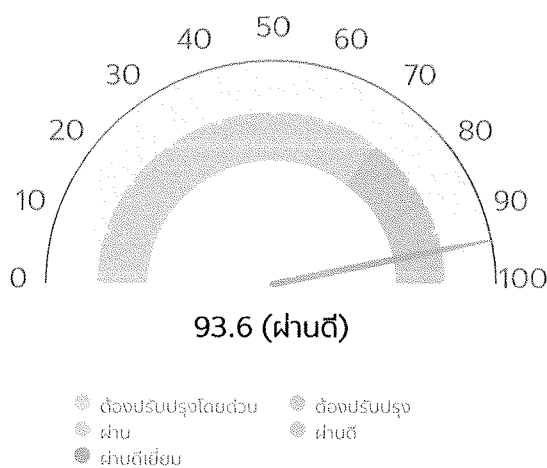 50
40 60
30 70
20 80
10 90
0 100
93.6 (ผ่านดี)
ต้องปรับปรุงโดยด่วน ต้องปรับปรุง
ผ่าน ผ่านดี
ผ่านดีเยี่ยม